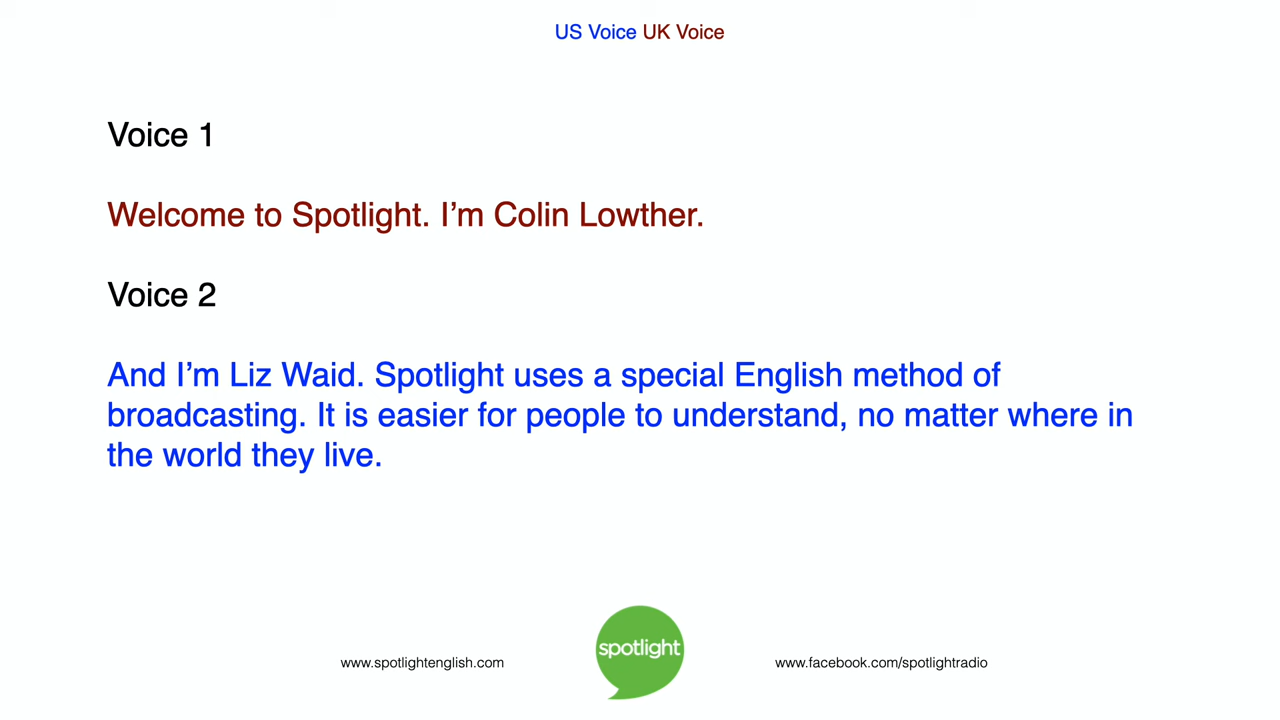 US Voice UK Voice
Voice 1
Welcome to Spotlight. I’m Colin Lowther.
Voice 2
And I’m Liz Waid. Spotlight uses a special English method of
broadcasting. It is easier for people to understand, no matter where in
the world they live.
www.spotlightenglish.com
spotlight
www.facebook.com/spotlightradio